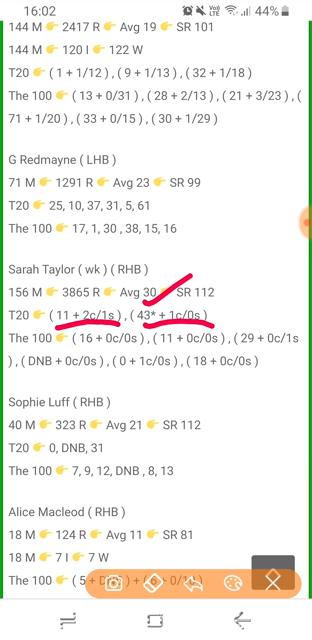 16:02 Vo)) LTE 44%
144 M 👉 2417 R 👉 Avg 19 👉 SR 101
144 M 👉 120 I 👉 122 W
T20 👉 ( 1 + 1/12 ) , ( 9 + 1/13 ) , ( 32 + 1/18 )
The 100 👉 ( 13 + 0/31 ) , ( 28 + 2/13 ) , ( 21 + 3/23 ) , (
71 + 1/20 ) , ( 33 + 0/15 ) , ( 30 + 1/29 )
G Redmayne ( LHB )
71 M 👉 1291 R 👉 Avg 23 👉 SR 99
T20 👉 25, 10, 37, 31, 5, 61
The 100 👉 17, 1, 30 , 38, 15, 16
Sarah Taylor ( wk ) ( RHB )
156 M 👉 3865 R 👉 Avg 30 👉 SR 112
T20 👉 ( 11 + 2c/1s ) , ( 43* + 1c/0s )
The 100 👉 ( 16 + 0c/0s ) , ( 11 + 0c/0s ) , ( 29 + 0c/1s
) , ( DNB + 0c/0s ) , ( 0 + 1c/0s ) , ( 18 + 0c/0s )
Sophie Luff ( RHB )
40 M 👉 323 R 👉 Avg 21 👉 SR 112
T20 👉 0, DNB, 31
The 100 👉 7, 9, 12, DNB , 8, 13
Alice Macleod ( RHB )
18 M 👉 124 R 👉 Avg 11 👉 SR 81
18 M 👉 7 I 👉 7 W
The 100 👉 ( 5 +